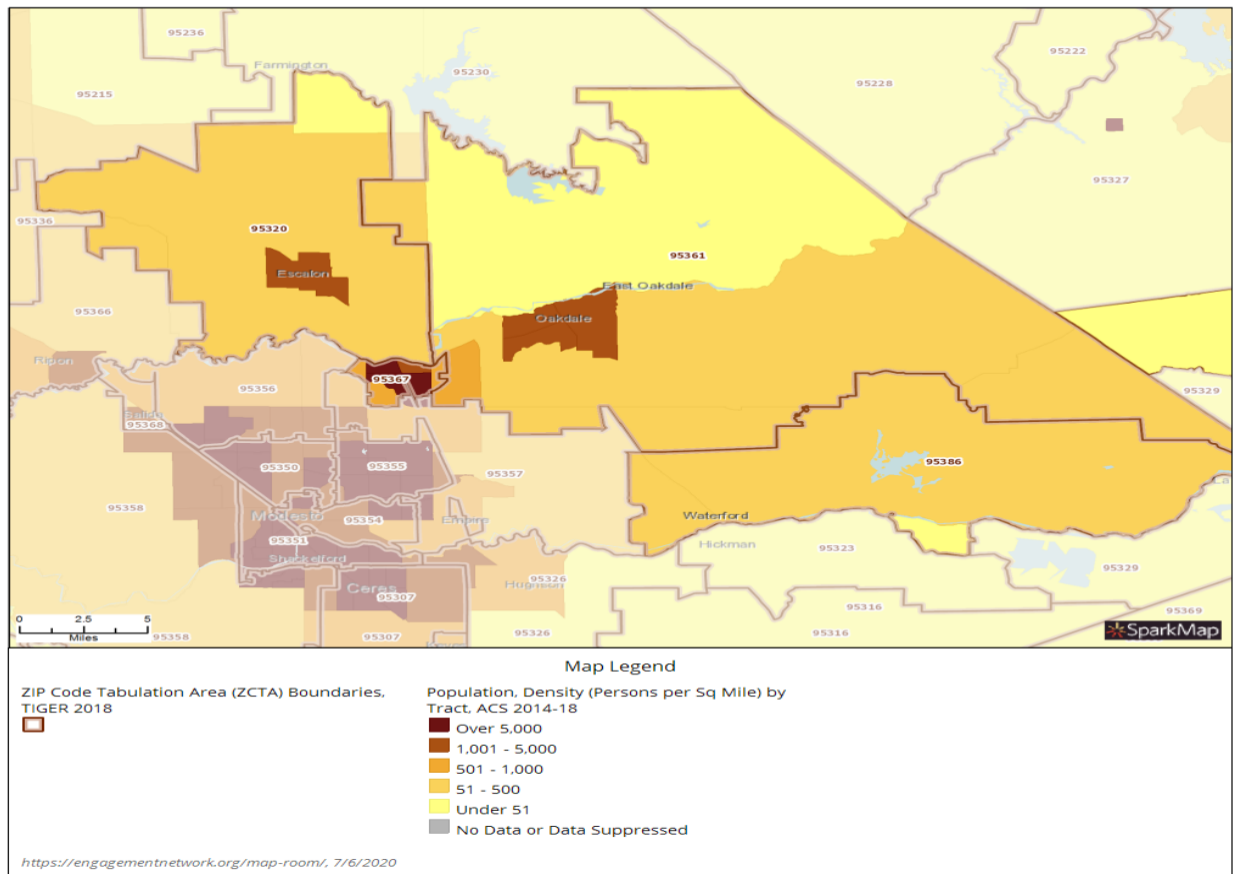 95236
Farmington
95230
95222
95228
95215
95327
95336
95320
95361
Escalon
East Oakdale
Oakdale
95366
Ripon
95367
95356
95329
Salida
95368
95350
95355
95357
95386
95358
Modesto
95354
Empire
Waterford
95351
Hickman
95323
Shackelford
95329
Ceres
95307
Hughson
95326
95316
95369
0 2.5 5
Miles
95358
95307
Keyes
95326
95316
SparkMap
Map Legend
ZIP Code Tabulation Area (ZCTA) Boundaries,
TIGER 2018
Population, Density (Persons per Sq Mile) by
Tract, ACS 2014-18
Over 5,000
1,001 - 5,000
501 - 1,000
51 - 500
Under 51
No Data or Data Suppressed
https://engagementnetwork.org/map-room/, 7/6/2020